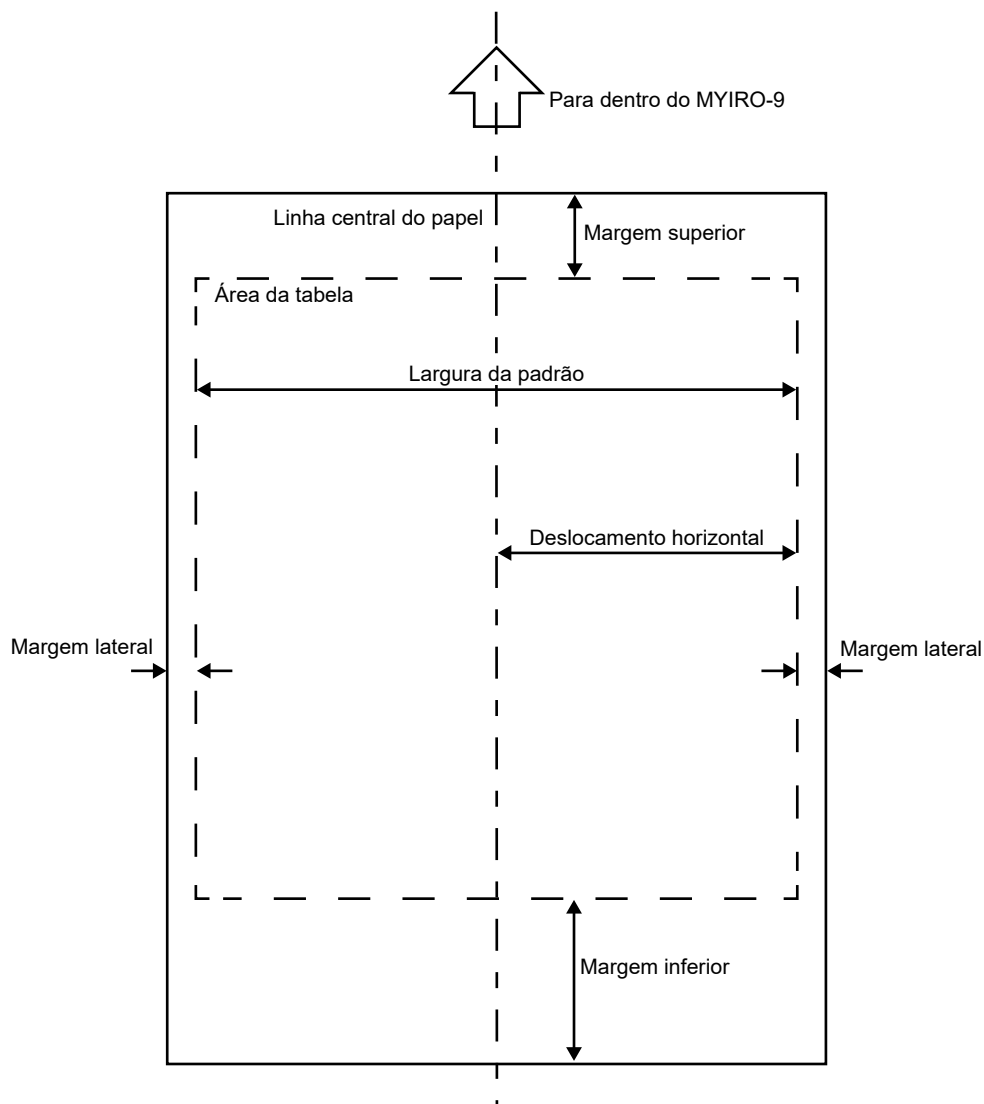 Para dentro do MYIRO-9
Linha central do papel
Margem superior
Área da tabela
Largura da padrão
Deslocamento horizontal
Margem lateral
Margem lateral
Margem inferior